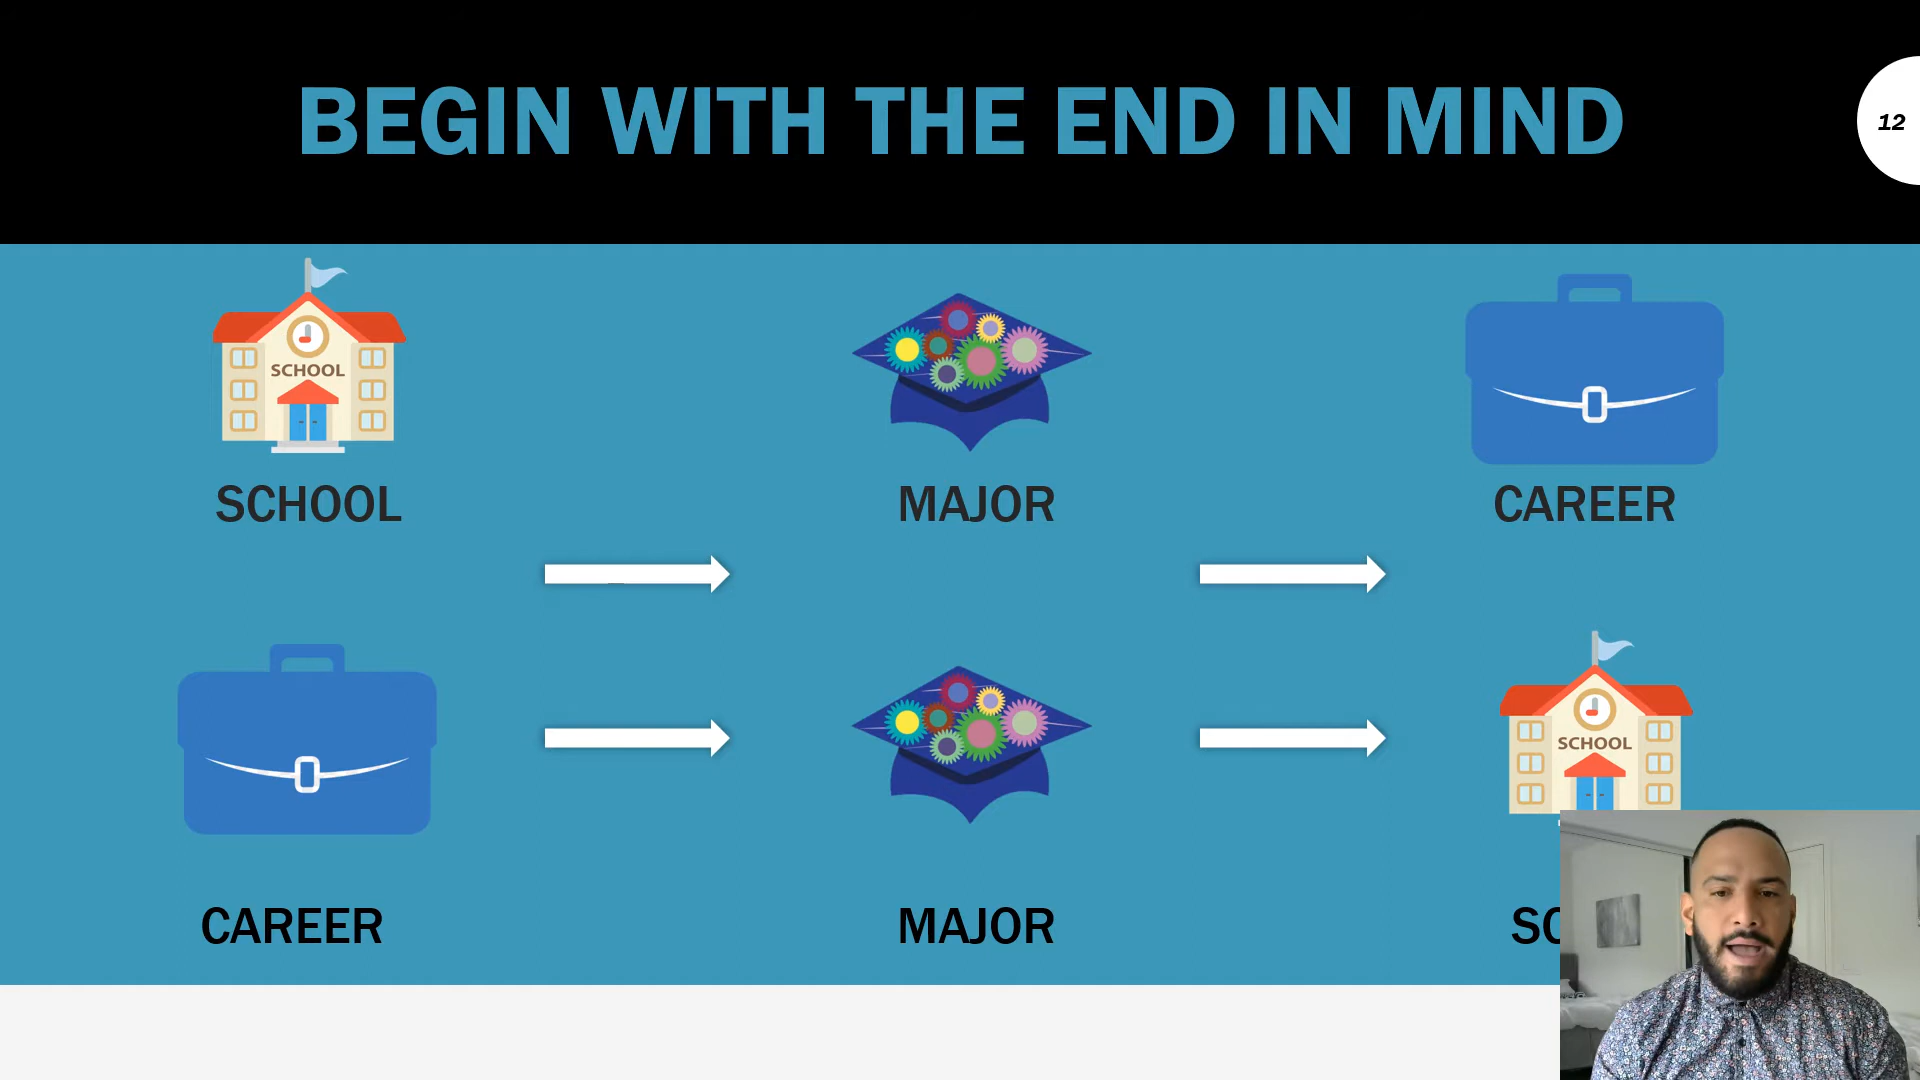 BEGIN WITH THE END IN MIND
12
SCHOOL
SCHOOL MAJOR CAREER
SCHOOL
CAREER MAJOR